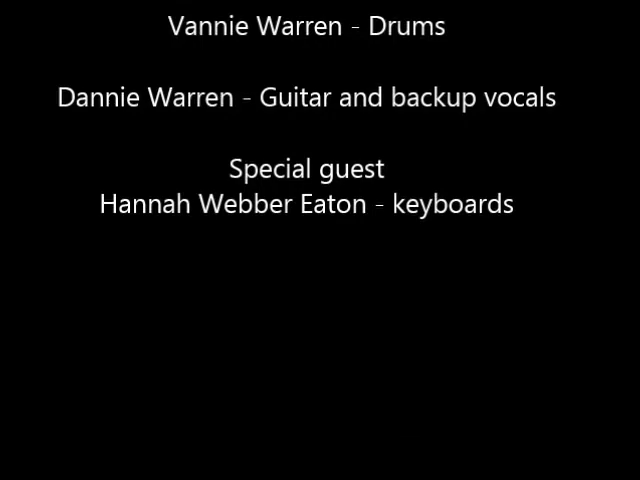 Vannie Warren - Drums
Dannie Warren - Guitar and backup vocals
Special guest
Hannah Webber Eaton - keyboards